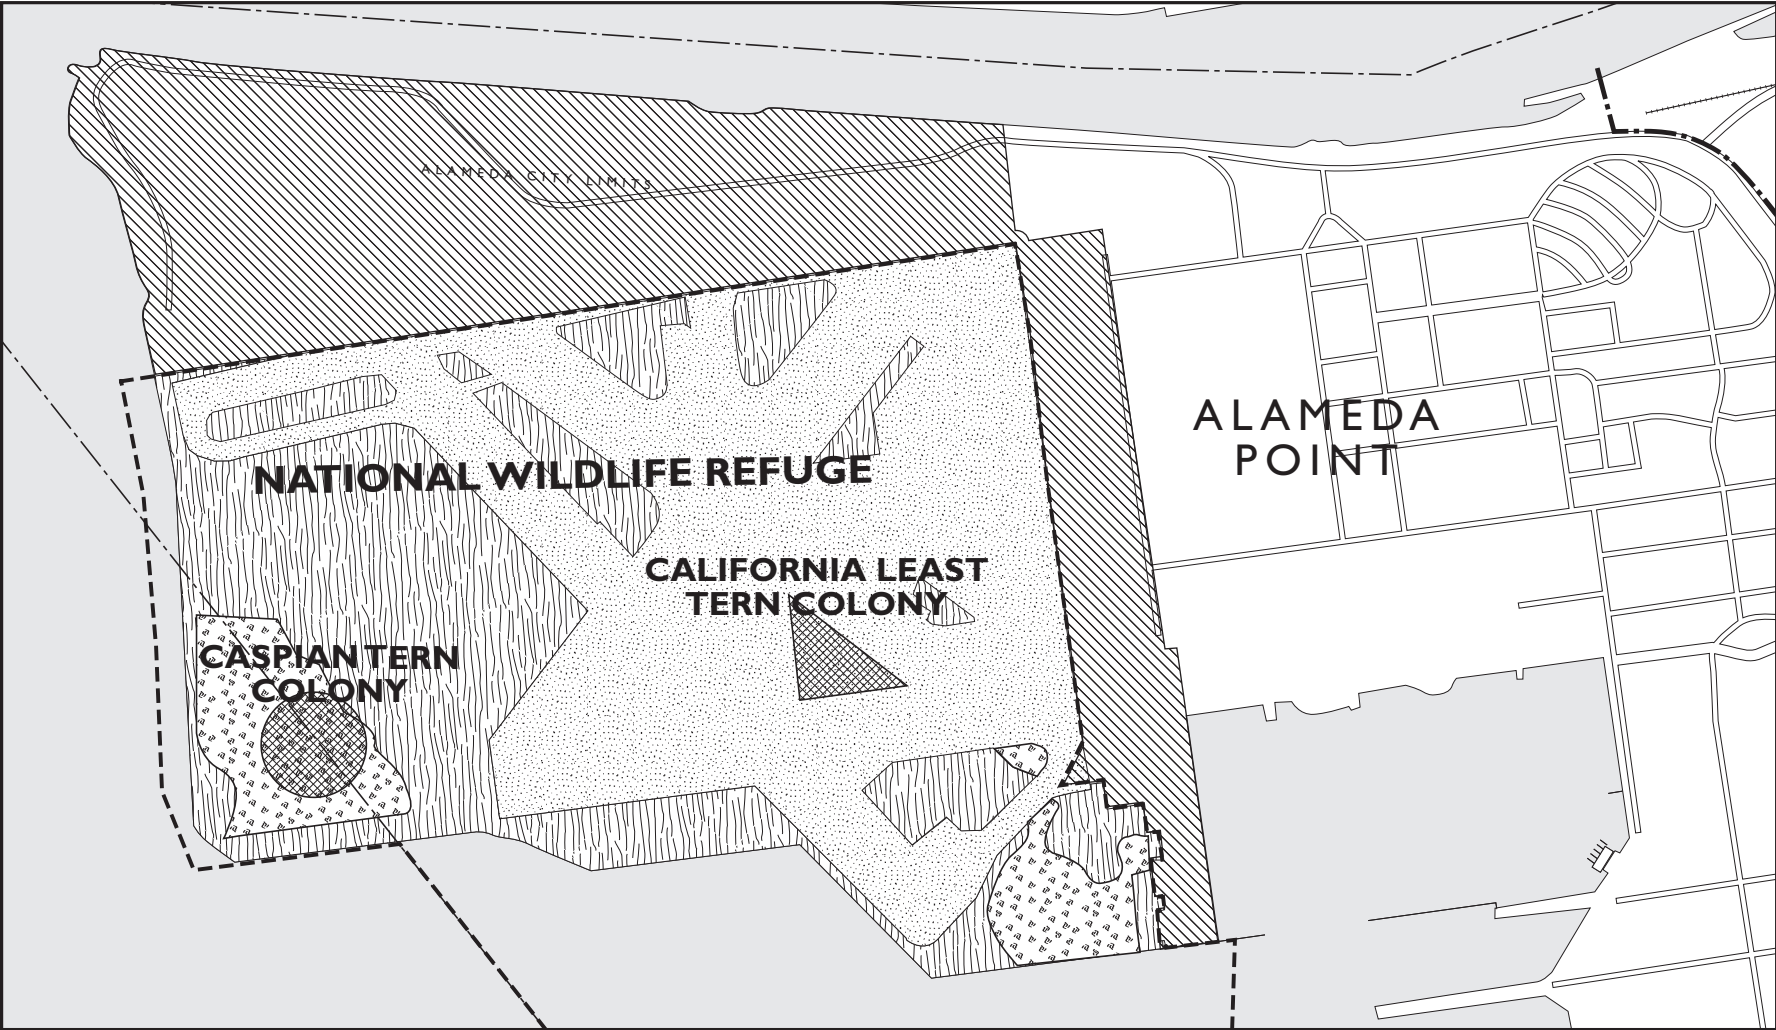 ALAMEDA CITY LIMITS
ALAMEDA
POINT
NATIONAL WILDLIFE REFUGE
CALIFORNIA LEAST
TERN COLONY
CASPIAN TERN
COLONY